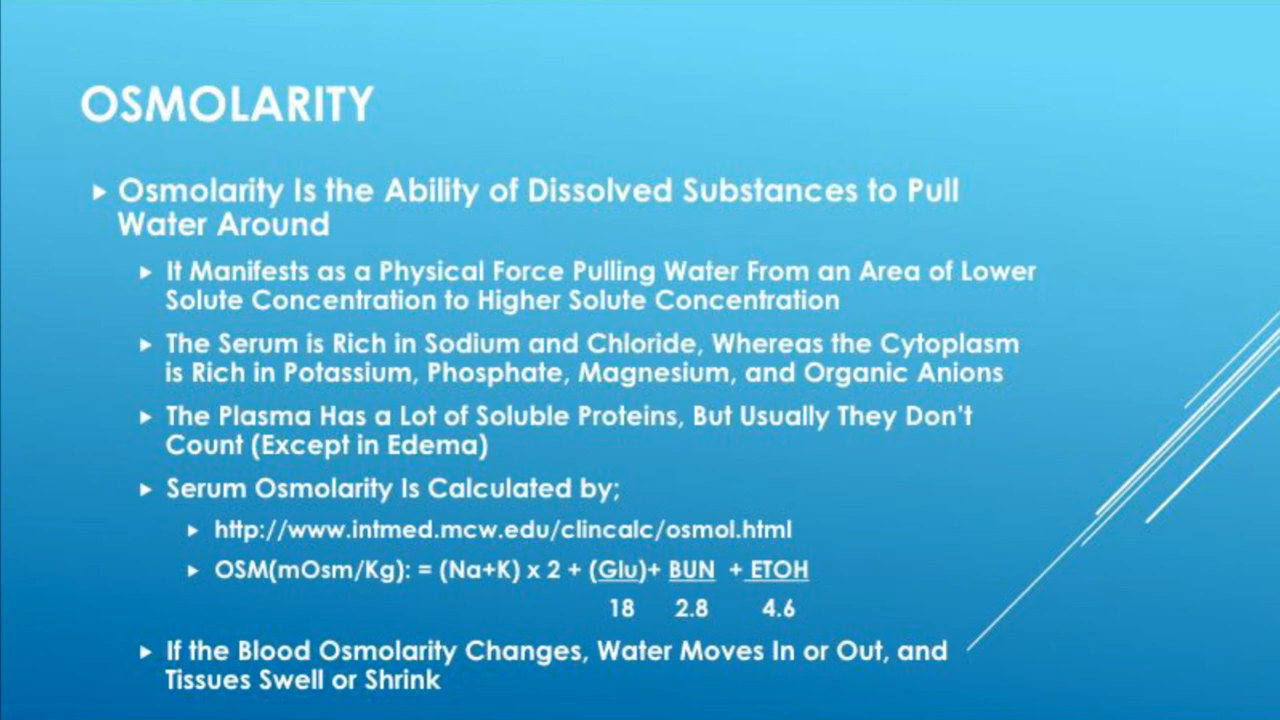 OSMOLARITY
Osmolarity Is the Ability of Dissolved Substances to Pull
Water Around
It Manifests as a Physical Force Pulling Water From an Area of Lower
Solute Concentration to Higher Solute Concentration
The Serum is Rich in Sodium and Chloride, Whereas the Cytoplasm
is Rich in Potassium, Phosphate, Magnesium, and Organic Anions
The Plasma Has a Lot of Soluble Proteins, But Usually They Don't
Count (Except in Edema)
Serum Osmolarity Is Calculated by;
http://www.intmed.mcw.edu/clincalc/osmol.html
OSM(mOsm/Kg): = (Na+K) x 2 + (Glu)+ BUN + ETOH
18 2.8 4.6
If the Blood Osmolarity Changes, Water Moves In or Out, and
Tissues Swell or Shrink